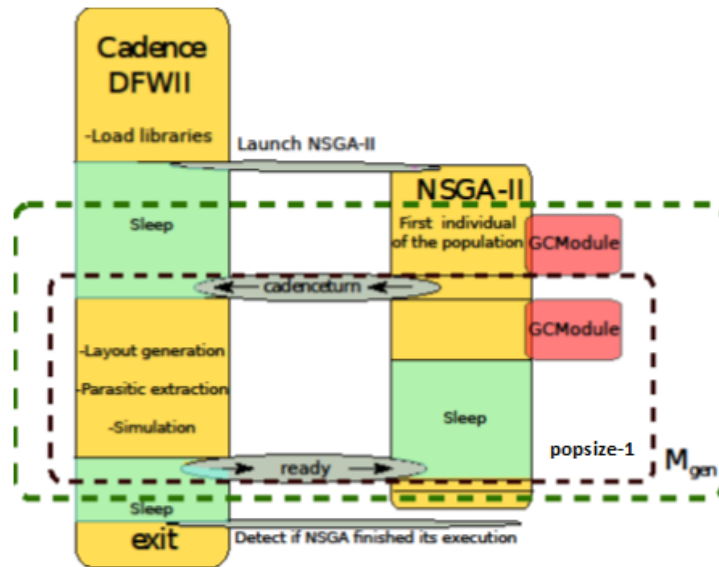 Cadence
DFWII
-Load libraries
Launch NSGA-II
NSGA-II
Sleep
First individual
of the population
GCModule
cadenceturn
GCModule
-Layout generation
-Parasitic extraction
-Simulation
Sleep
popsize-1
ready
Mgen
Sleep
exit
Detect if NSGA finished its execution